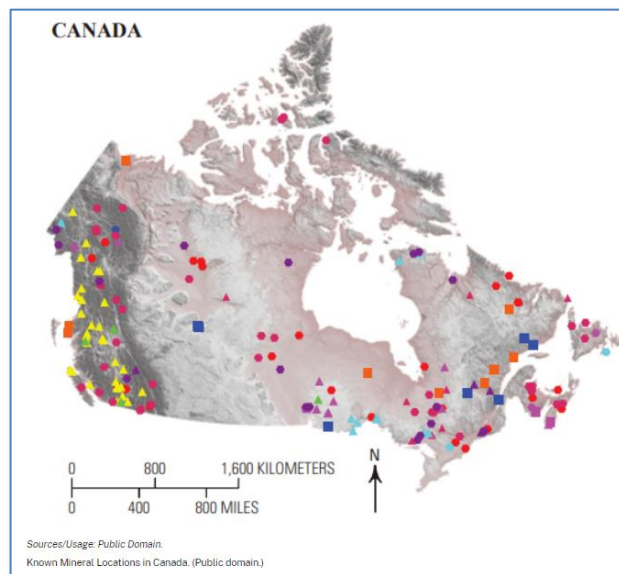 CANADA
N
0 800 1,600 KILOMETERS
0 400 800 MILES
Sources/Usage: Public Domain.
Known Mineral Locations in Canada. (Public domain.)